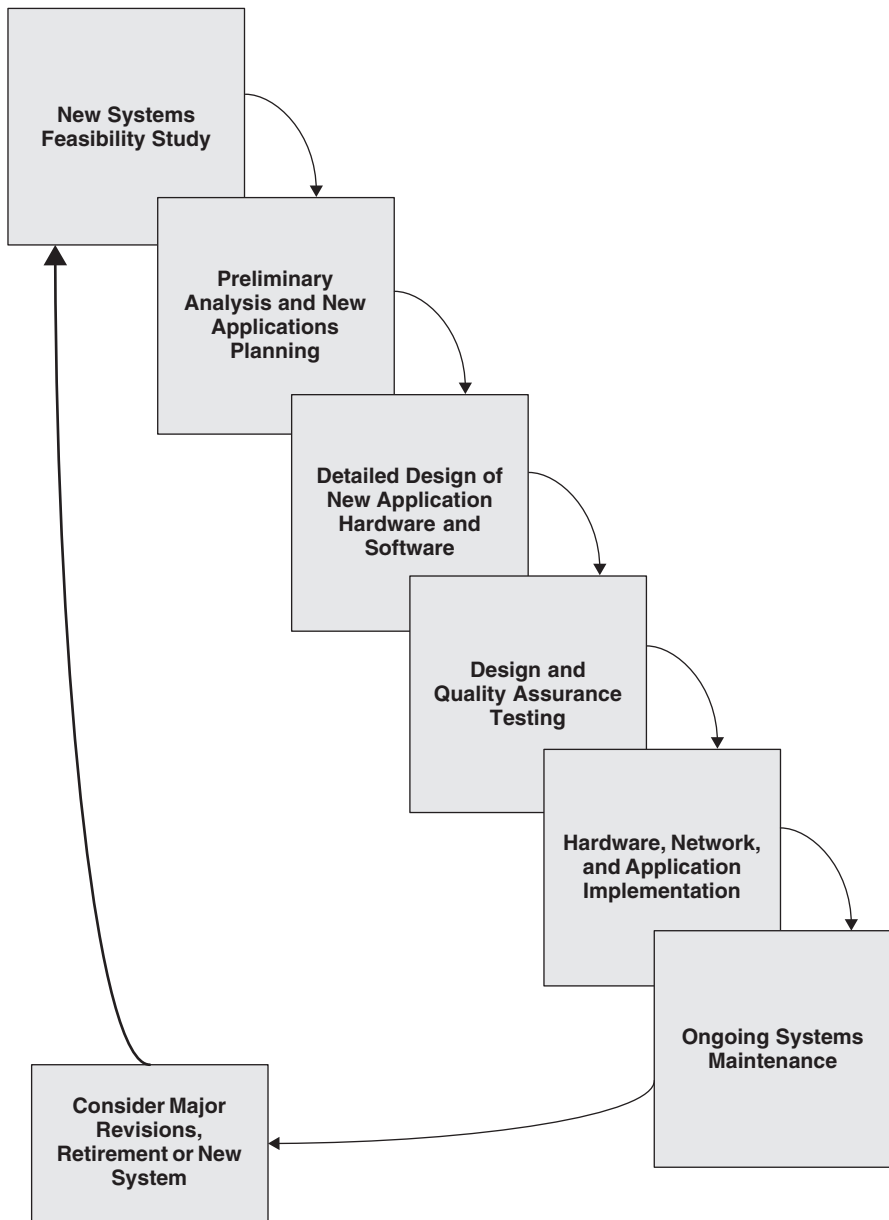 New Systems
Feasibility Study
Preliminary
Analysis and New
Applications
Planning
Detailed Design of
New Application
Hardware and
Software
Design and
Quality Assurance
Testing
Hardware, Network,
and Application
Implementation
Ongoing Systems
Maintenance
Consider Major
Revisions,
Retirement or New
System